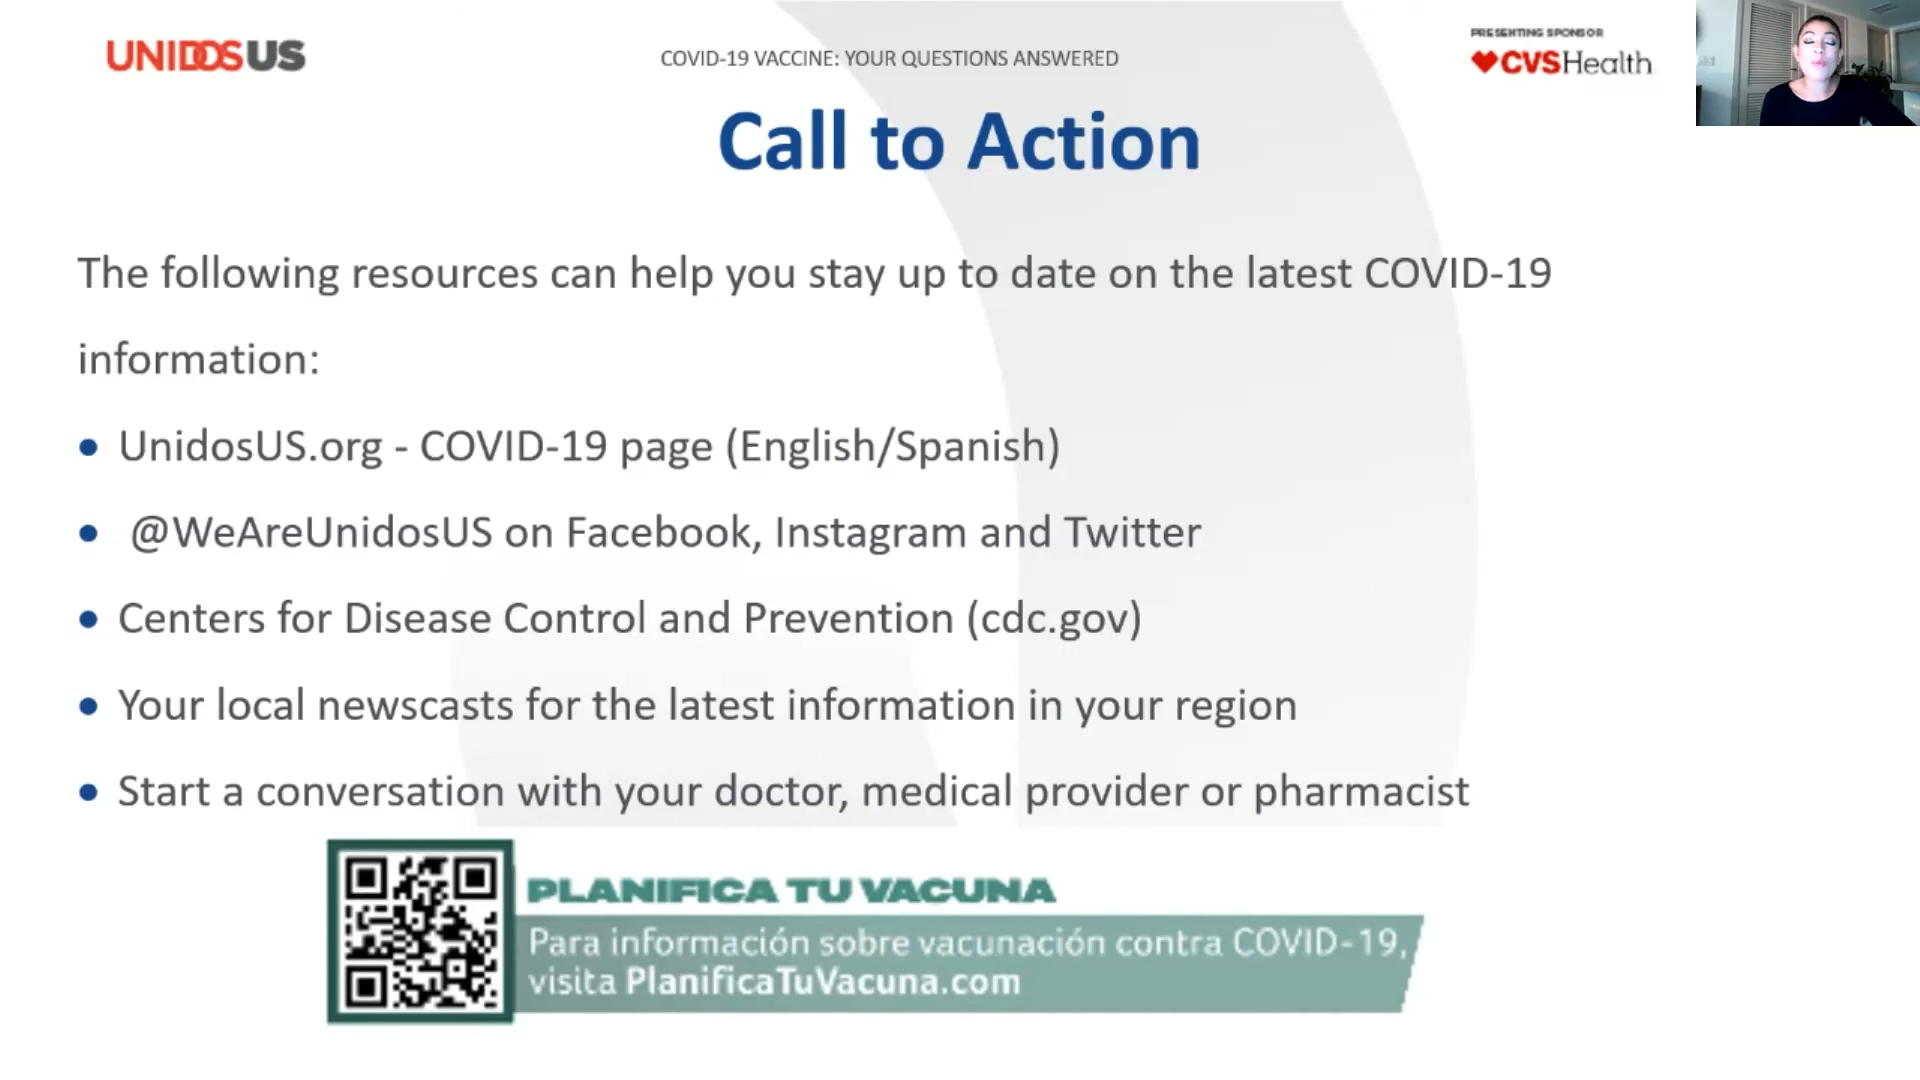 UNIDOSUS
COVID-19 VACCINE: YOUR QUESTIONS ANSWERED
PRESENTING SPONSOR
CVSHealth
Call to Action
The following resources can help you stay up to date on the latest COVID-19
information:
UnidosUS.org - COVID-19 page (English/Spanish)
@WeAreUnidosUS on Facebook, Instagram and Twitter
Centers for Disease Control and Prevention (cdc.gov)
Your local newscasts for the latest information in your region
Start a conversation with your doctor, medical provider or pharmacist
PLANIFICA TU VACUNA
Para información sobre vacunación contra COVID-19,
visita PlanificaTuVacuna.com